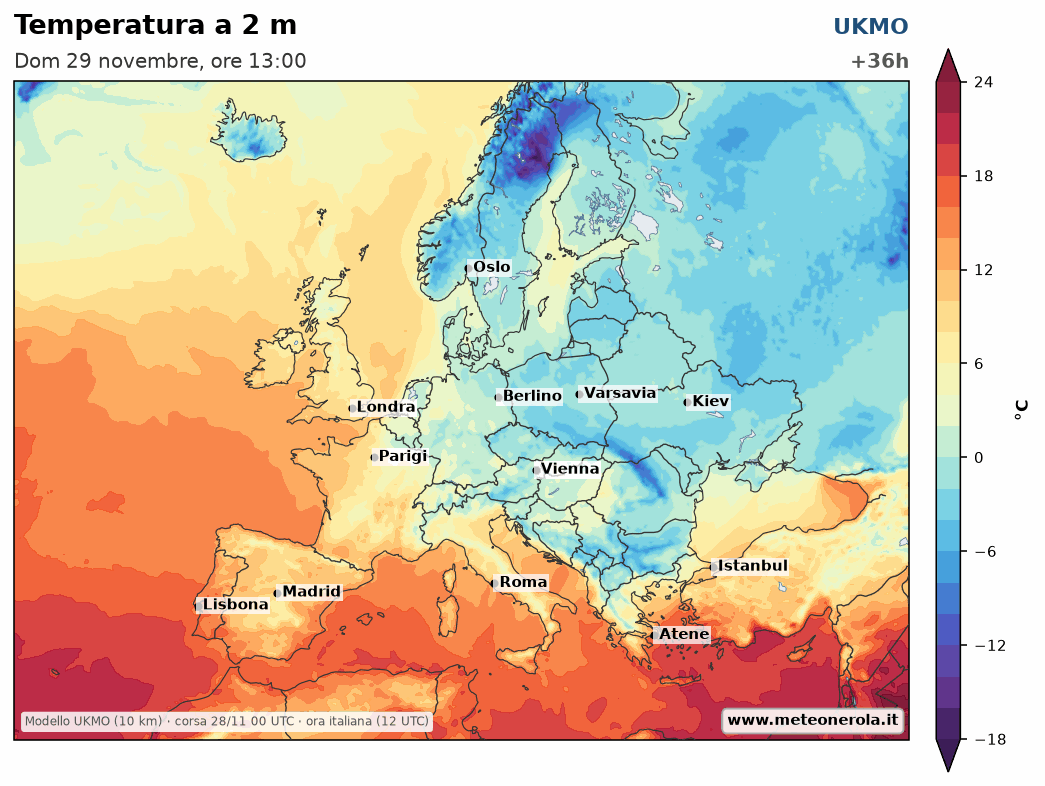 Temperatura a 2 m
UKMO
Dom 29 novembre, ore 13:00
+36h
24
18
12
6
0
−6
−12
−18
°C
Oslo
Berlino
Varsavia
Kiev
Londra
Parigi
Vienna
Istanbul
Roma
Madrid
Lisbona
Atene
Modello UKMO (10 km) · corsa 28/11 00 UTC · ora italiana (12 UTC)
www.meteonerola.it